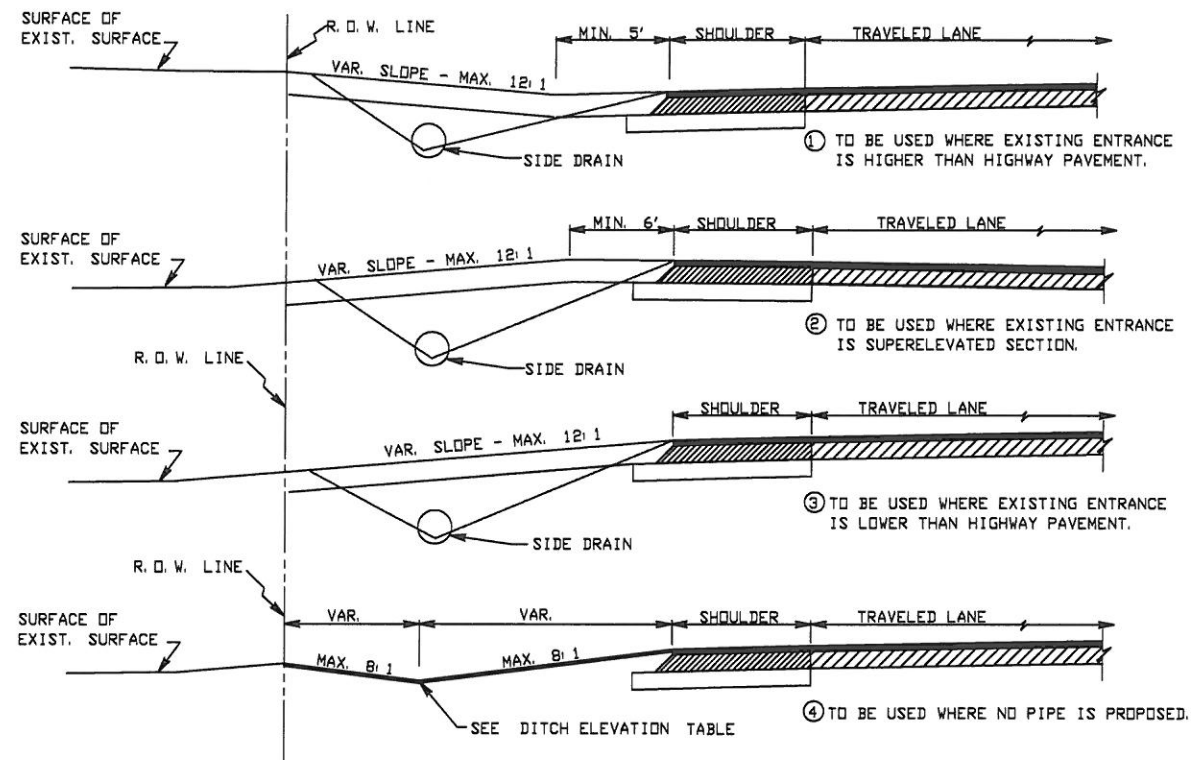 SURFACE OF
EXIST. SURFACE
R. O. W. LINE
MIN. 5'
SHOULDER
TRAVELED LANE
VAR. SLOPE - MAX. 12:1
SIDE DRAIN
① TO BE USED WHERE EXISTING ENTRANCE
IS HIGHER THAN HIGHWAY PAVEMENT.
SURFACE OF
EXIST. SURFACE
MIN. 6'
SHOULDER
TRAVELED LANE
VAR. SLOPE - MAX. 12:1
SIDE DRAIN
② TO BE USED WHERE EXISTING ENTRANCE
IS SUPERELEVATED SECTION.
R. O. W. LINE
SURFACE OF
EXIST. SURFACE
SHOULDER
TRAVELED LANE
VAR. SLOPE - MAX. 12:1
SIDE DRAIN
③ TO BE USED WHERE EXISTING ENTRANCE
IS LOWER THAN HIGHWAY PAVEMENT.
R. O. W. LINE
SURFACE OF
EXIST. SURFACE
VAR.
VAR.
SHOULDER
TRAVELED LANE
MAX. 8:1
MAX. 8:1
SEE DITCH ELEVATION TABLE
④ TO BE USED WHERE NO PIPE IS PROPOSED.